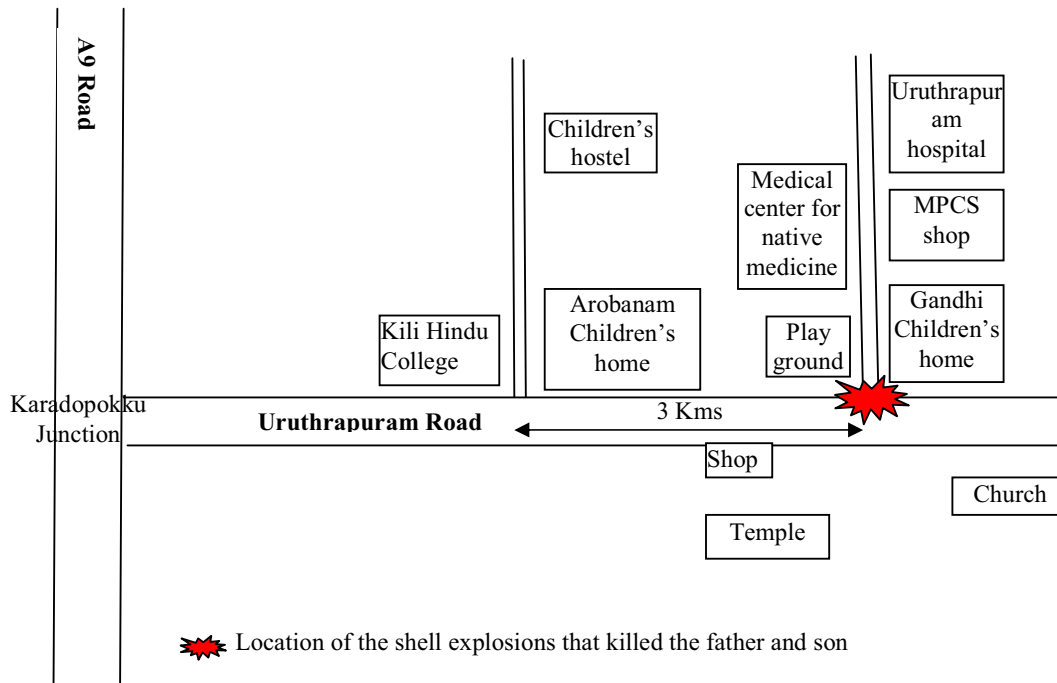 A9 Road
Children's
hostel
Uruthrapur
am
hospital
Medical
center for
native
medicine
MPCS
shop
Kili Hindu
College
Arobanam
Children's
home
Play
ground
Gandhi
Children's
home
Karadopokku
Junction
Uruthrapuram Road
3 Kms
Shop
Church
Temple
Location of the shell explosions that killed the father and son